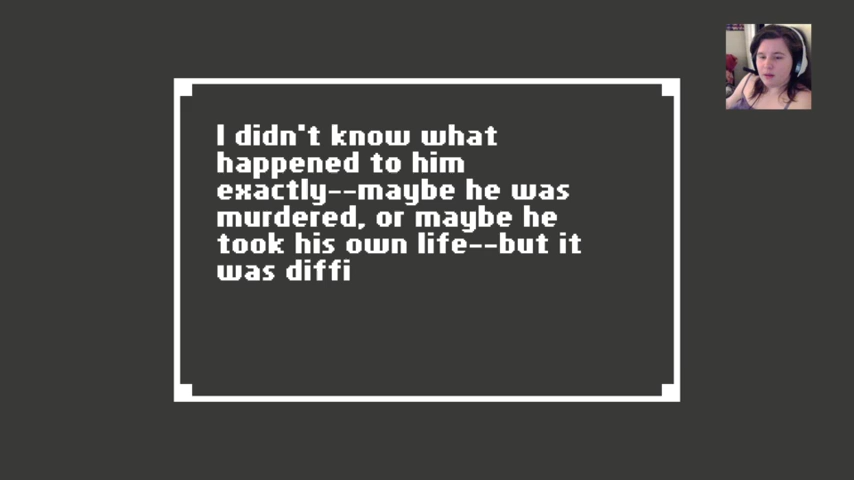 I didn't know what
happened to him
exactly--maybe he was
murdered, or maybe he
took his own life--but it
was diffi